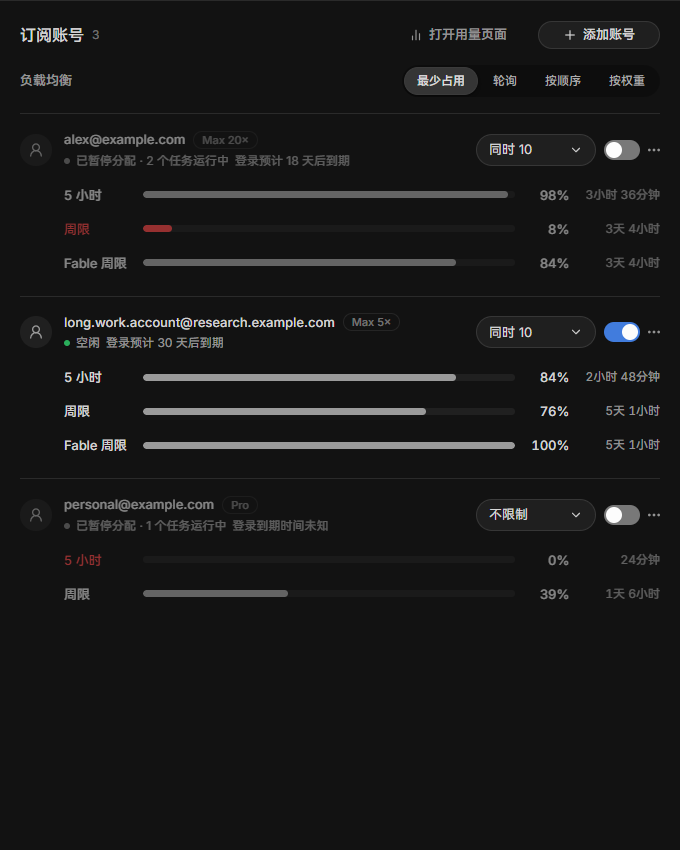 订阅账号 3 打开用量页面 + 添加账号
负载均衡 最少占用 轮询 按顺序 按权重
alex@example.com Max 20× 同时 10
已暂停分配 · 2 个任务运行中 登录预计 18 天后到期
5 小时 98% 3小时 36分钟
周限 8% 3天 4小时
Fable 周限 84% 3天 4小时
long.work.account@research.example.com Max 5× 同时 10
空闲 登录预计 30 天后到期
5 小时 84% 2小时 48分钟
周限 76% 5天 1小时
Fable 周限 100% 5天 1小时
personal@example.com Pro 不限制
已暂停分配 · 1 个任务运行中 登录到期时间未知
5 小时 0% 24分钟
周限 39% 1天 6小时